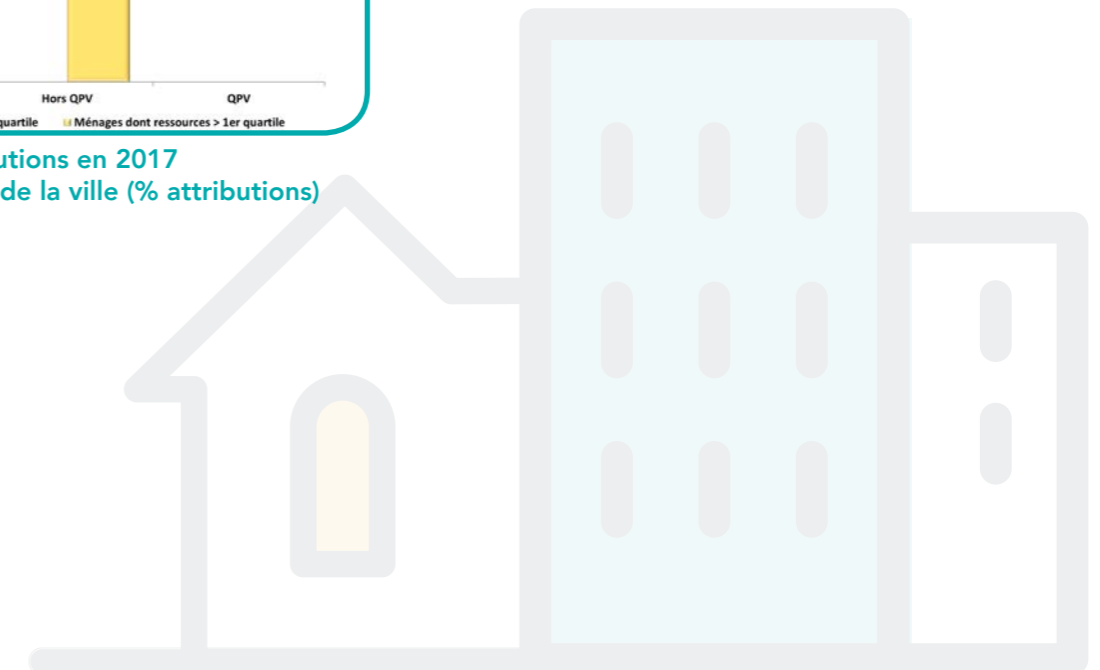 Hors QPV QPV
quartile Ménages dont ressources > 1er quartile
utions en 2017
de la ville (% attributions)